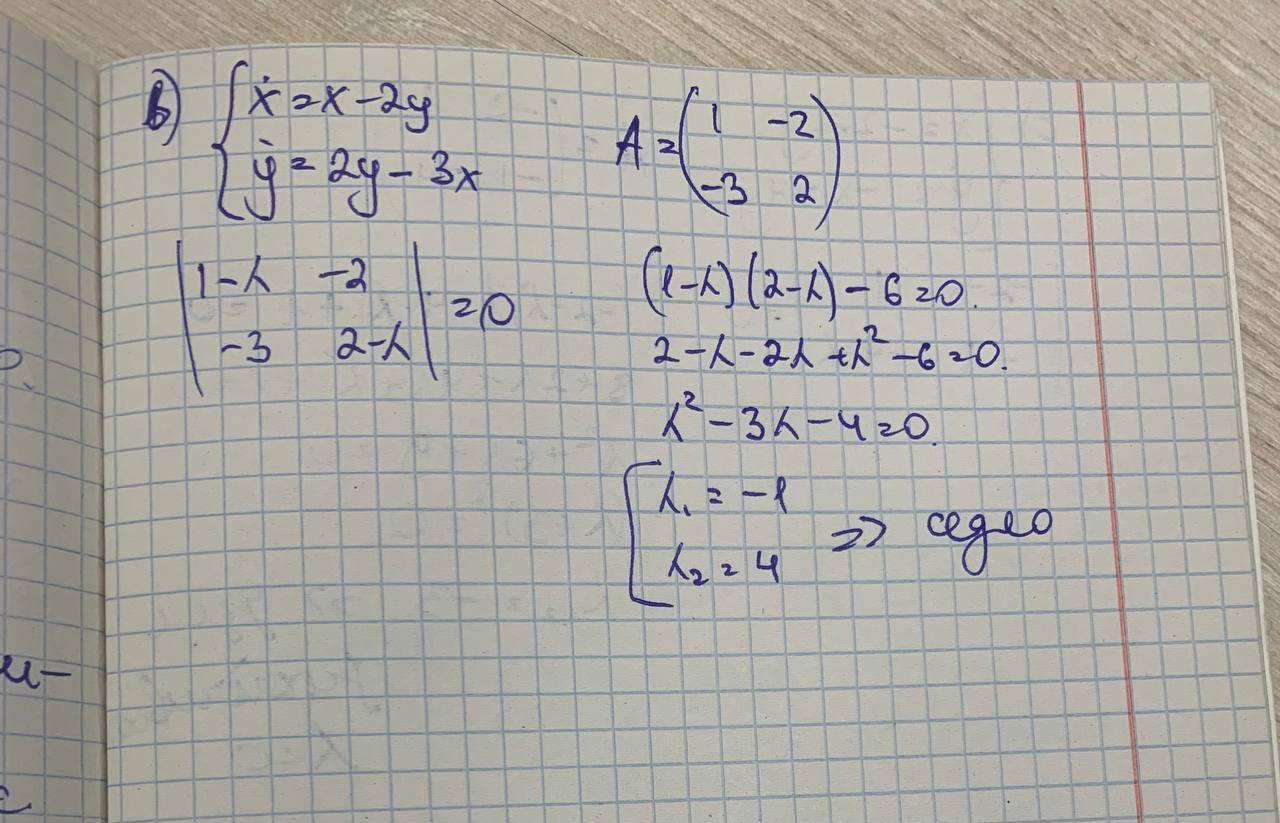 в) { ẋ = x - 2y
ẏ = 2y - 3x
A = ( 1 -2
-3 2 )
| 1-λ -2
-3 2-λ | = 0
(1-λ)(2-λ) - 6 = 0.
2 - λ - 2λ + λ² - 6 = 0.
λ² - 3λ - 4 = 0.
[ λ₁ = -1
λ₂ = 4 => седло
и-